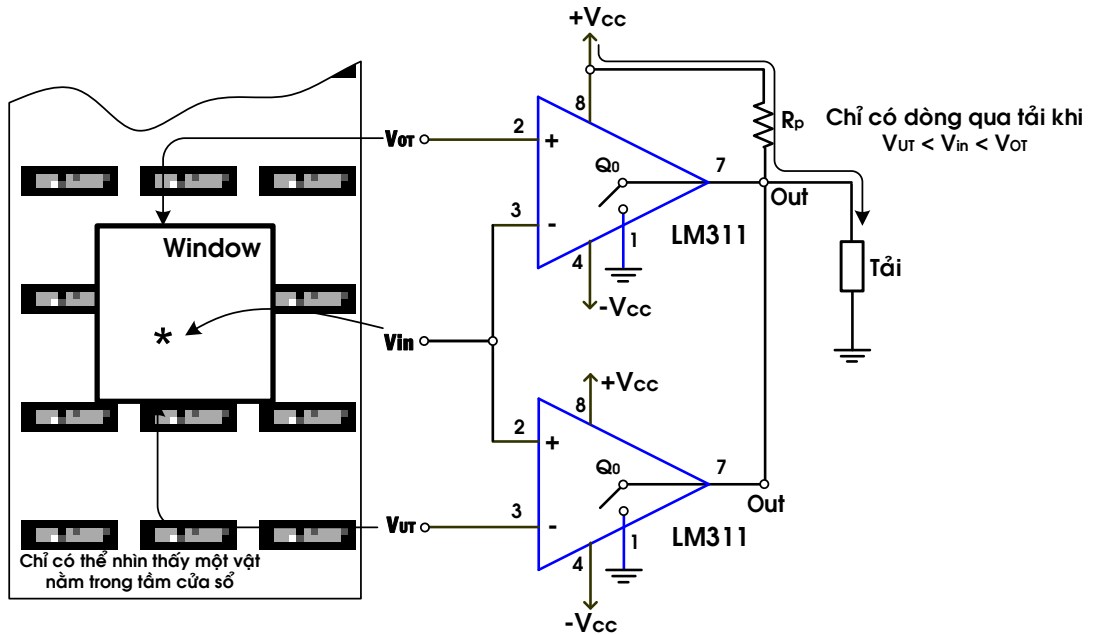 +Vcc
8
VOT
2
+
Rp
Chỉ có dòng qua tải khi
VUT < Vin < VOT
Q0
7
Out
3
-
Window
LM311
1
4
Tải
-Vcc
*
Vin
+Vcc
8
2
+
Q0
7
Out
VUT
3
-
LM311
1
4
Chỉ có thể nhìn thấy một vật
nằm trong tầm cửa sổ
-Vcc